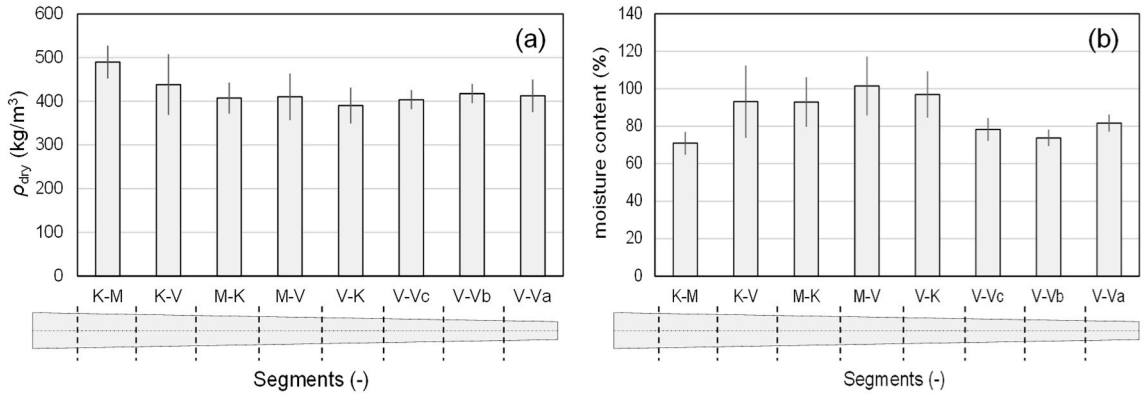 600
500
400
300
200
100
0
ρdry (kg/m³)
(a)
K-M K-V M-K M-V V-K V-Vc V-Vb V-Va
Segments (-)
140
120
100
80
60
40
20
0
moisture content (%)
(b)
K-M K-V M-K M-V V-K V-Vc V-Vb V-Va
Segments (-)